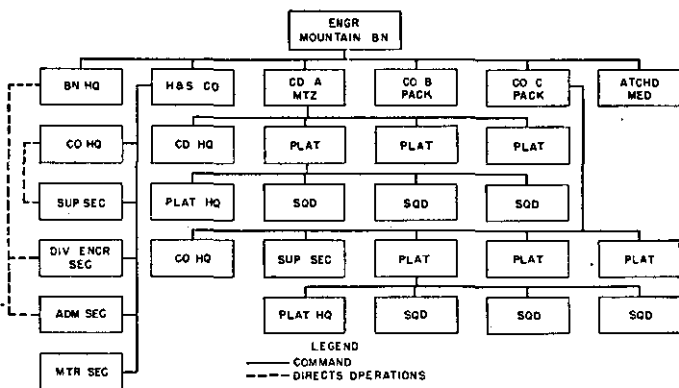 ENGR
MOUNTAIN BN
BN HQ
H&S CO
CO A
MTZ
CO B
PACK
CO C
PACK
ATCHD
MED
CO HQ
CO HQ
PLAT
PLAT
PLAT
SUP SEC
PLAT HQ
SQD
SQD
SQD
DIV ENGR
SEC
CO HQ
SUP SEC
PLAT
PLAT
PLAT
ADM SEC
PLAT HQ
SQD
SQD
SQD
MTR SEC
LEGEND
COMMAND
DIRECTS OPERATIONS